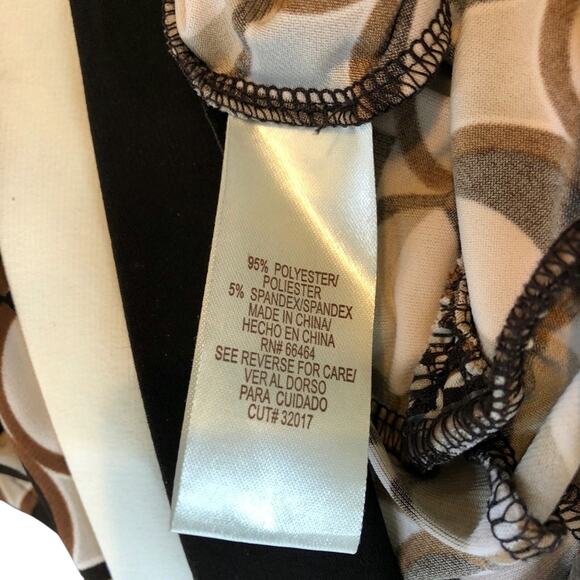 95% POLYESTER/
POLIESTER
5% SPANDEX/SPANDEX
MADE IN CHINA/
HECHO EN CHINA
RN# 66464
SEE REVERSE FOR CARE/
VER AL DORSO
PARA CUIDADO
CUT# 32017